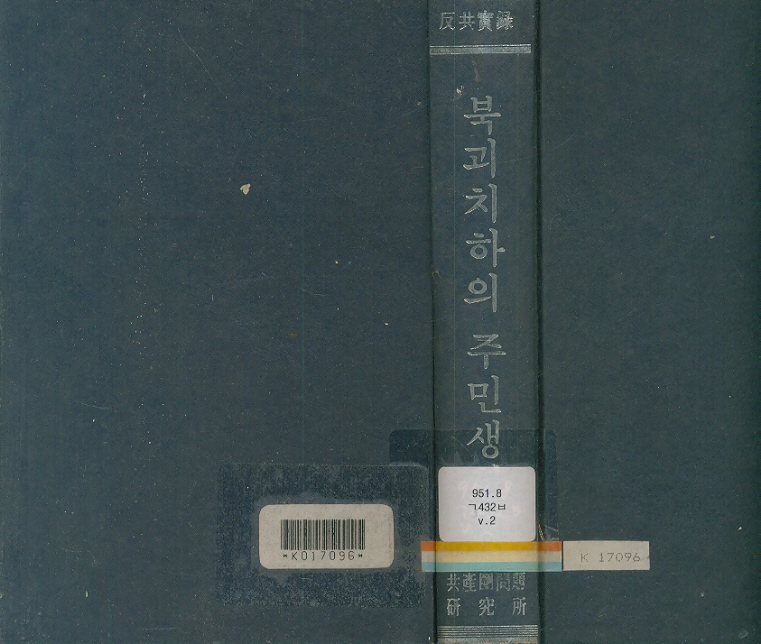 反共實錄
북괴치하의 주민생
951.8
ㄱ432ㅂ
v.2
共產圈問題
研究所
*K017096*
K 17096